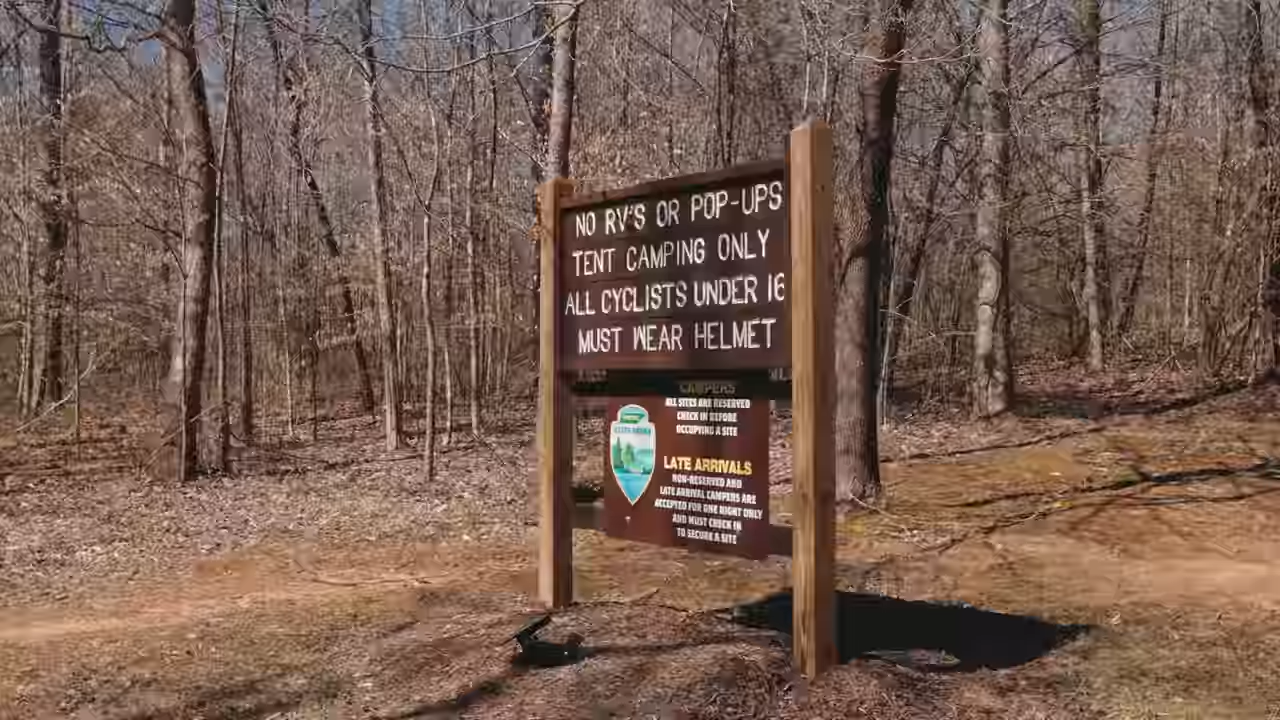 NO RV'S OR POP-UPS
TENT CAMPING ONLY
ALL CYCLISTS UNDER 16
MUST WEAR HELMET
CAMPERS
ALL SITES ARE RESERVED
CHECK IN BEFORE
OCCUPYING A SITE
LATE ARRIVALS
NON-RESERVED AND
LATE ARRIVAL CAMPERS ARE
ACCEPTED FOR ONE NIGHT ONLY
AND MUST CHECK IN
TO SECURE A SITE